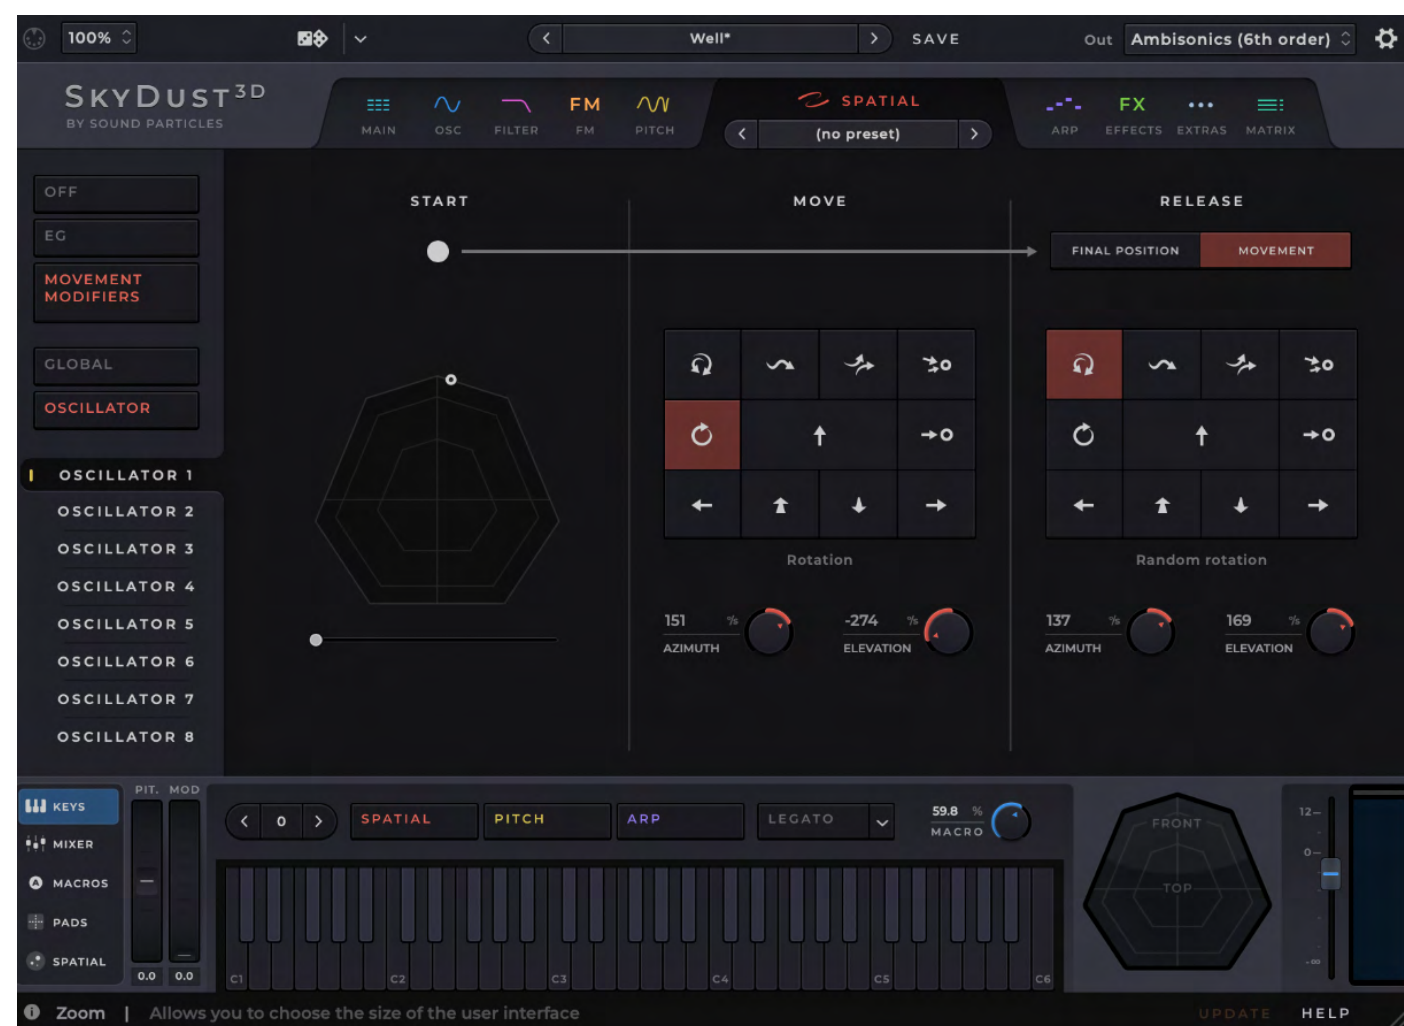 100%
Well*
SAVE
Out Ambisonics (6th order)
SKYDUST 3D
BY SOUND PARTICLES
MAIN
OSC
FILTER
FM
FM
PITCH
SPATIAL
(no preset)
ARP
FX
EFFECTS
EXTRAS
MATRIX
OFF
EG
MOVEMENT
MODIFIERS
GLOBAL
OSCILLATOR
OSCILLATOR 1
OSCILLATOR 2
OSCILLATOR 3
OSCILLATOR 4
OSCILLATOR 5
OSCILLATOR 6
OSCILLATOR 7
OSCILLATOR 8
START
MOVE
Rotation
151 °/s
AZIMUTH
-274 °/s
ELEVATION
RELEASE
FINAL POSITION
MOVEMENT
Random rotation
137 °/s
AZIMUTH
169 °/s
ELEVATION
KEYS
MIXER
MACROS
PADS
SPATIAL
PIT. MOD
0.0 0.0
0
SPATIAL
PITCH
ARP
LEGATO
59.8 %
MACRO
C1 C2 C3 C4 C5 C6
FRONT
TOP
12
0
-∞
Zoom | Allows you to choose the size of the user interface
UPDATE
HELP